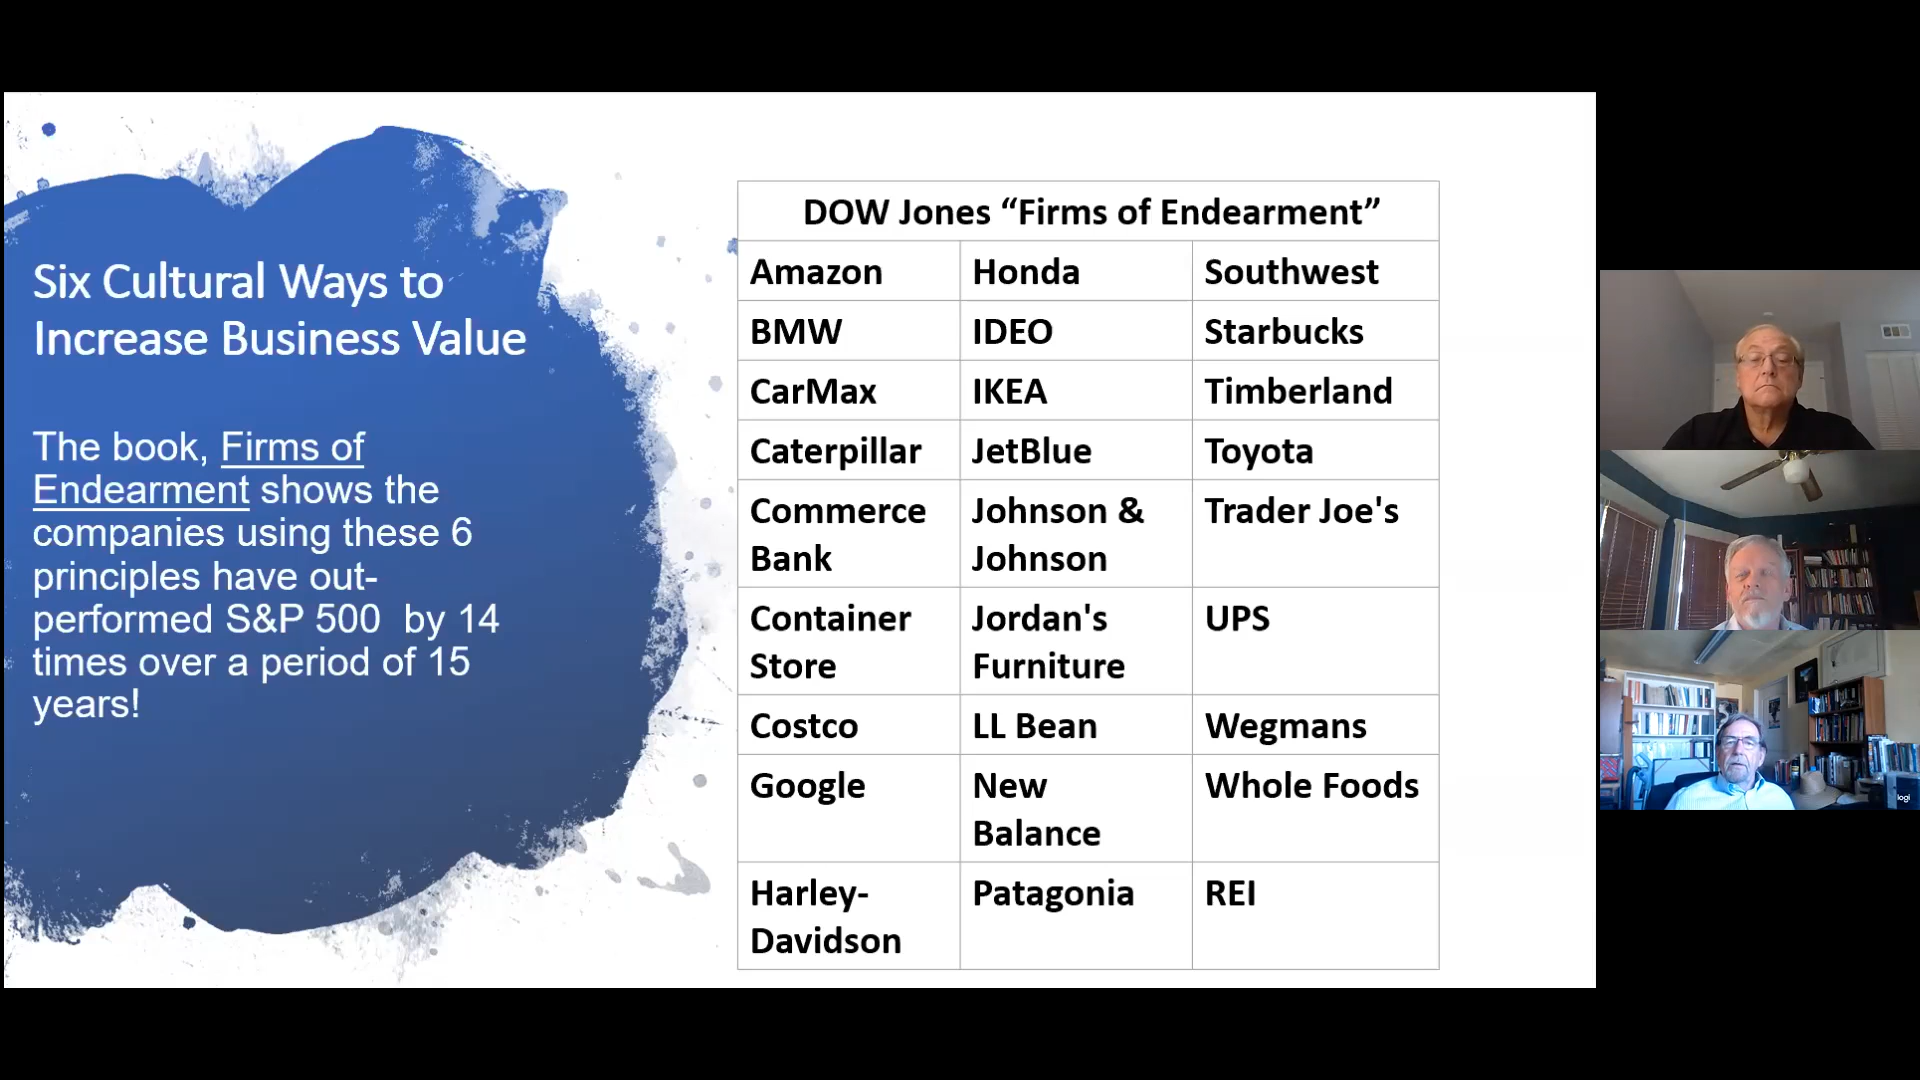 Six Cultural Ways to
Increase Business Value
The book, Firms of
Endearment shows the
companies using these 6
principles have out-
performed S&P 500  by 14
times over a period of 15
years!
DOW Jones “Firms of Endearment”
Amazon Honda Southwest
BMW IDEO Starbucks
CarMax IKEA Timberland
Caterpillar JetBlue Toyota
Commerce Johnson & Trader Joe's
Bank Johnson
Container Jordan's UPS
Store Furniture
Costco LL Bean Wegmans
Google New Whole Foods
Balance
Harley- Patagonia REI
Davidson
logi